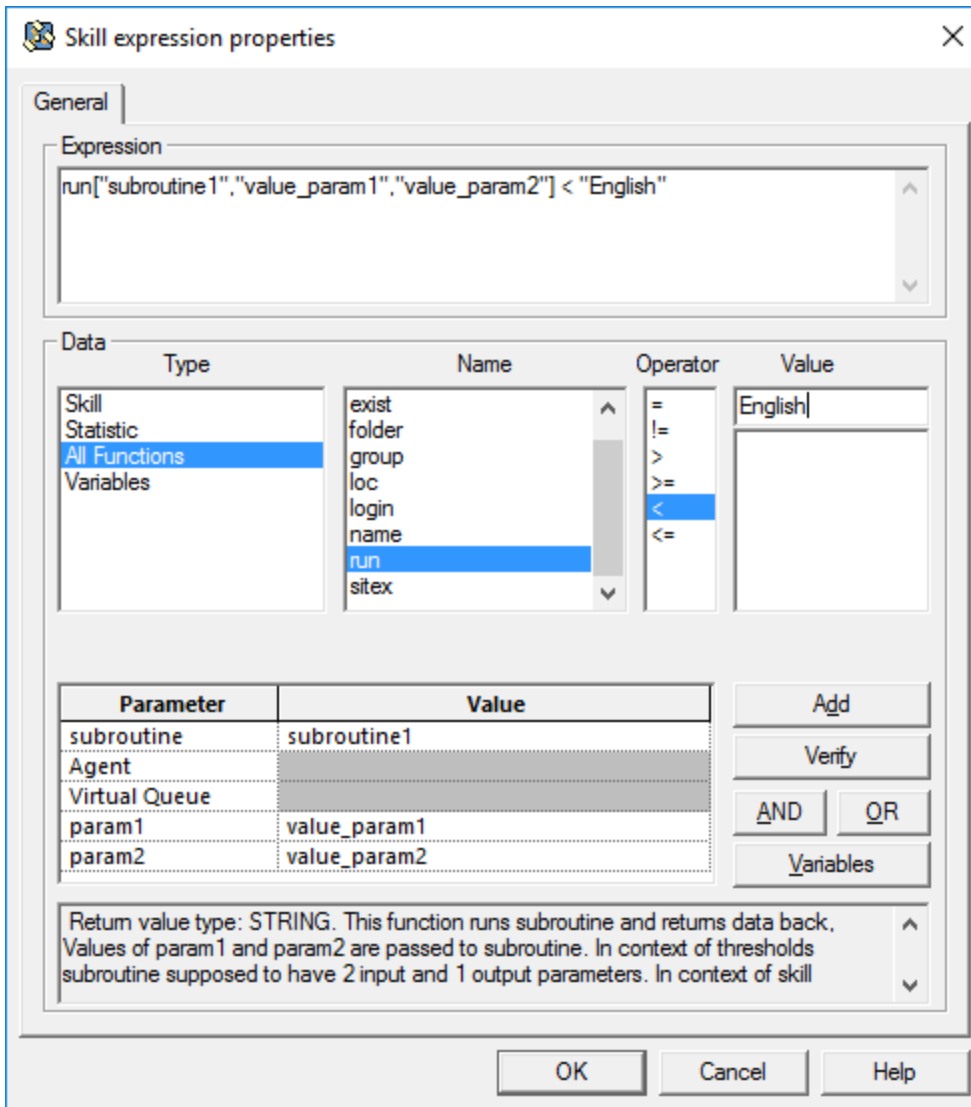 Skill expression properties
General
Expression
run["subroutine1","value_param1","value_param2"] < "English"
Data
Type Name Operator Value
Skill
Statistic
All Functions
Variables
exist
folder
group
loc
login
name
run
sitex
=
!=
>
>=
<
<=
English
Parameter Value
subroutine subroutine1
Agent
Virtual Queue
param1 value_param1
param2 value_param2
Add
Verify
AND OR
Variables
Return value type: STRING. This function runs subroutine and returns data back,
Values of param1 and param2 are passed to subroutine. In context of thresholds
subroutine supposed to have 2 input and 1 output parameters. In context of skill
OK Cancel Help